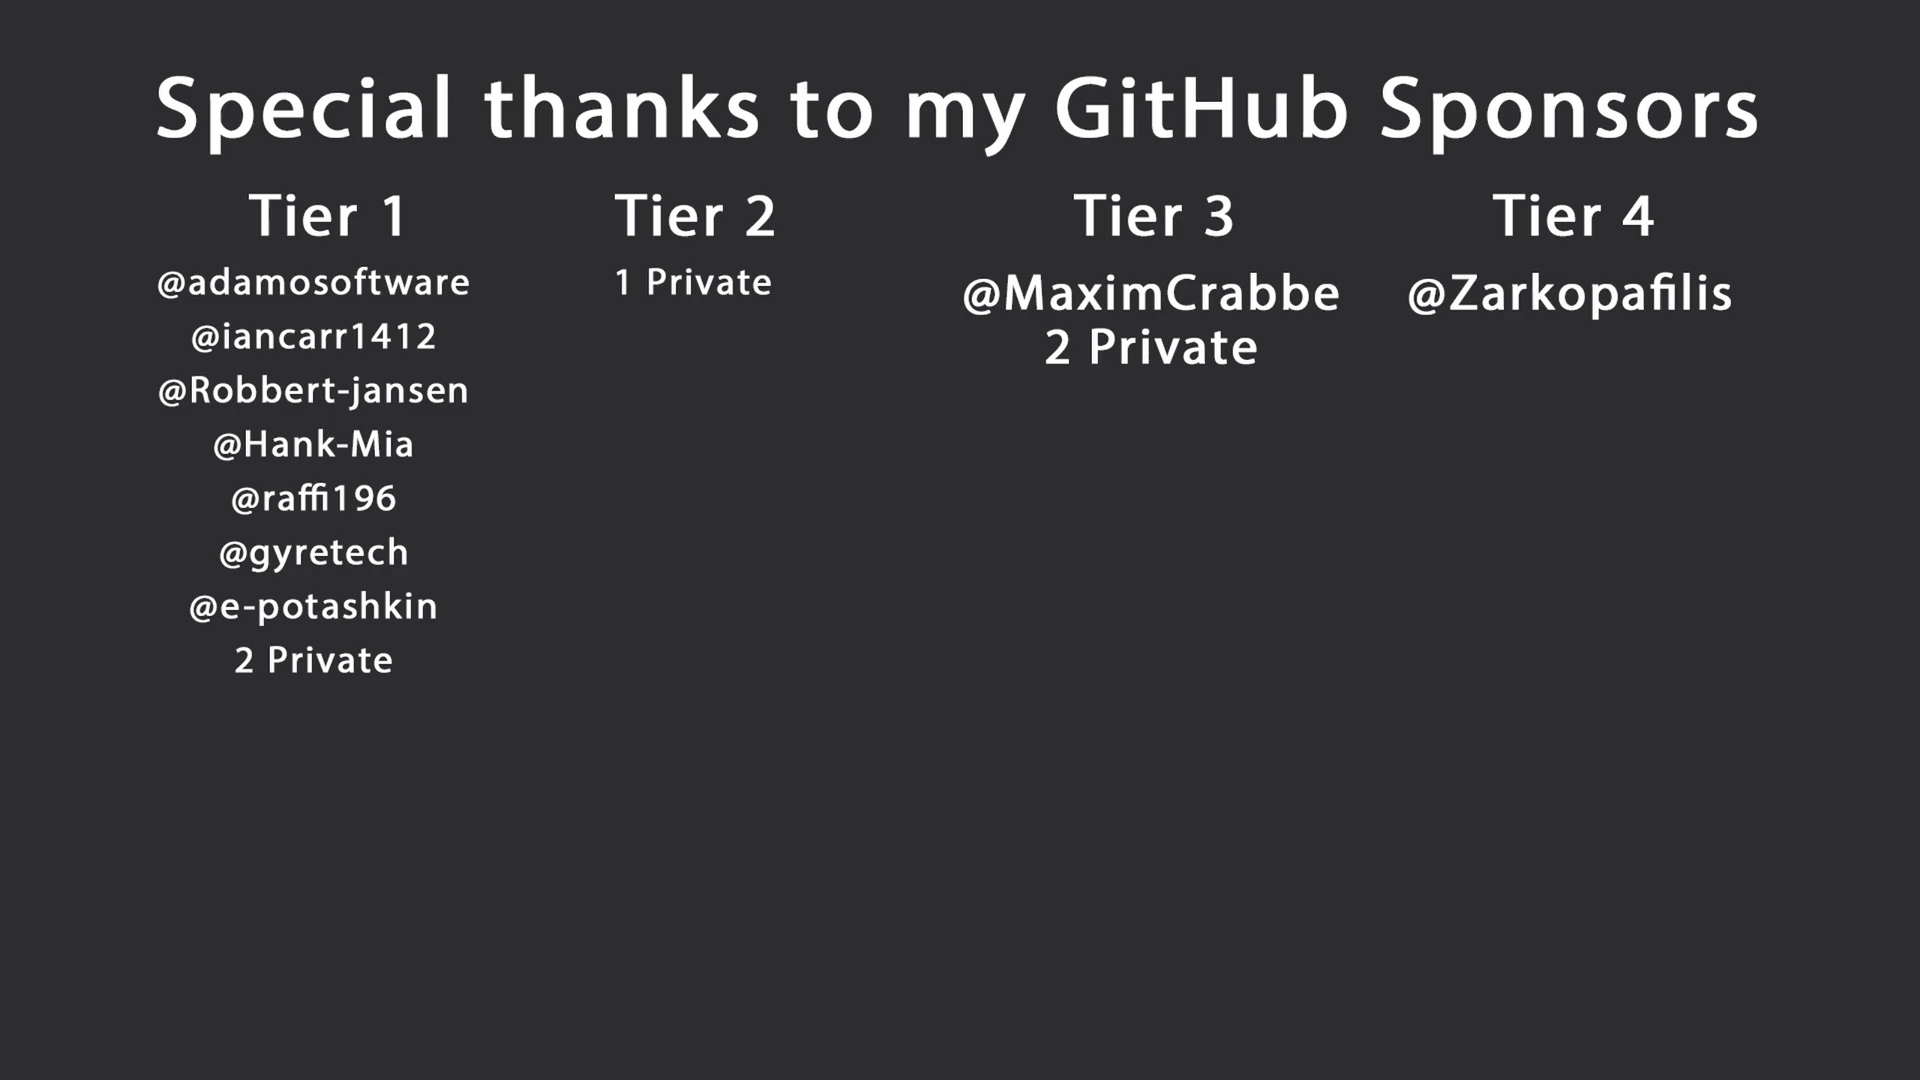 Special thanks to my GitHub Sponsors
Tier 1
@adamosoftware
@iancarr1412
@Robbert-jansen
@Hank-Mia
@raffi196
@gyretech
@e-potashkin
2 Private
Tier 2
1 Private
Tier 3
@MaximCrabbe
2 Private
Tier 4
@Zarkopafilis